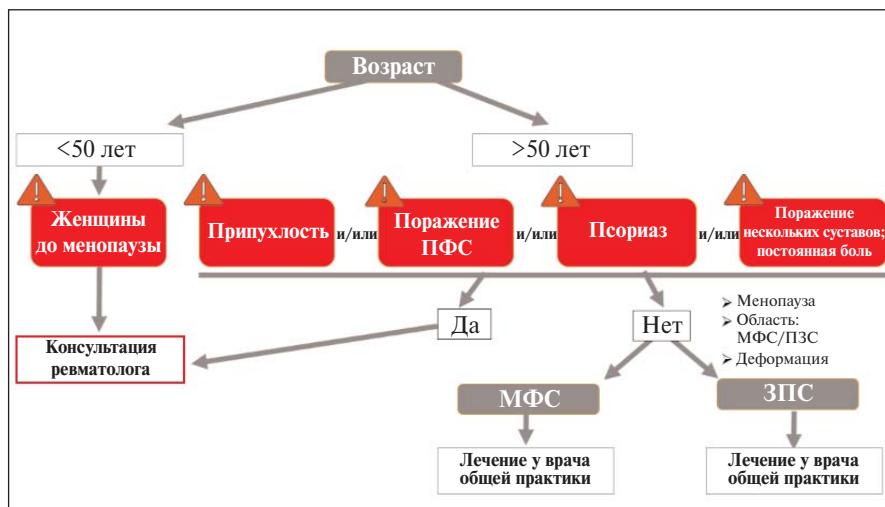 Возраст
<50 лет
>50 лет
Женщины
до менопаузы
Припухлость
и/или
Поражение
ПФС
и/или
Псориаз
и/или
Поражение
нескольких суставов;
постоянная боль
Да
Нет
➢ Менопауза
➢ Область:
МФС/ПЗС
➢ Деформация
Консультация
ревматолога
МФС
ЗПС
Лечение у врача
общей практики
Лечение у врача
общей практики